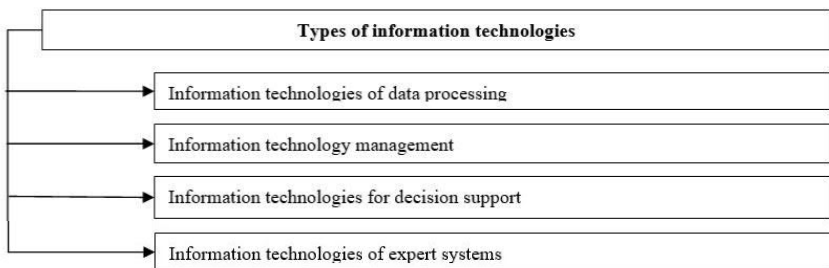 Types of information technologies
Information technologies of data processing
Information technology management
Information technologies for decision support
Information technologies of expert systems